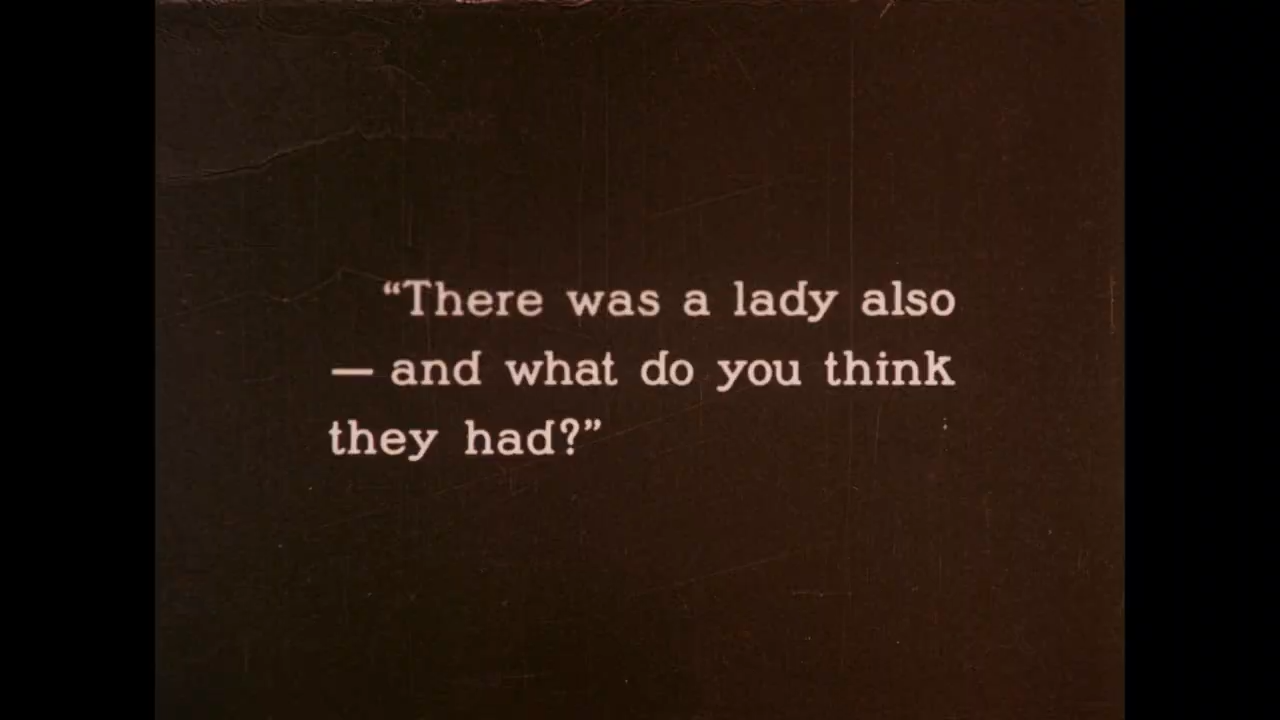 “There was a lady also
— and what do you think
they had?”